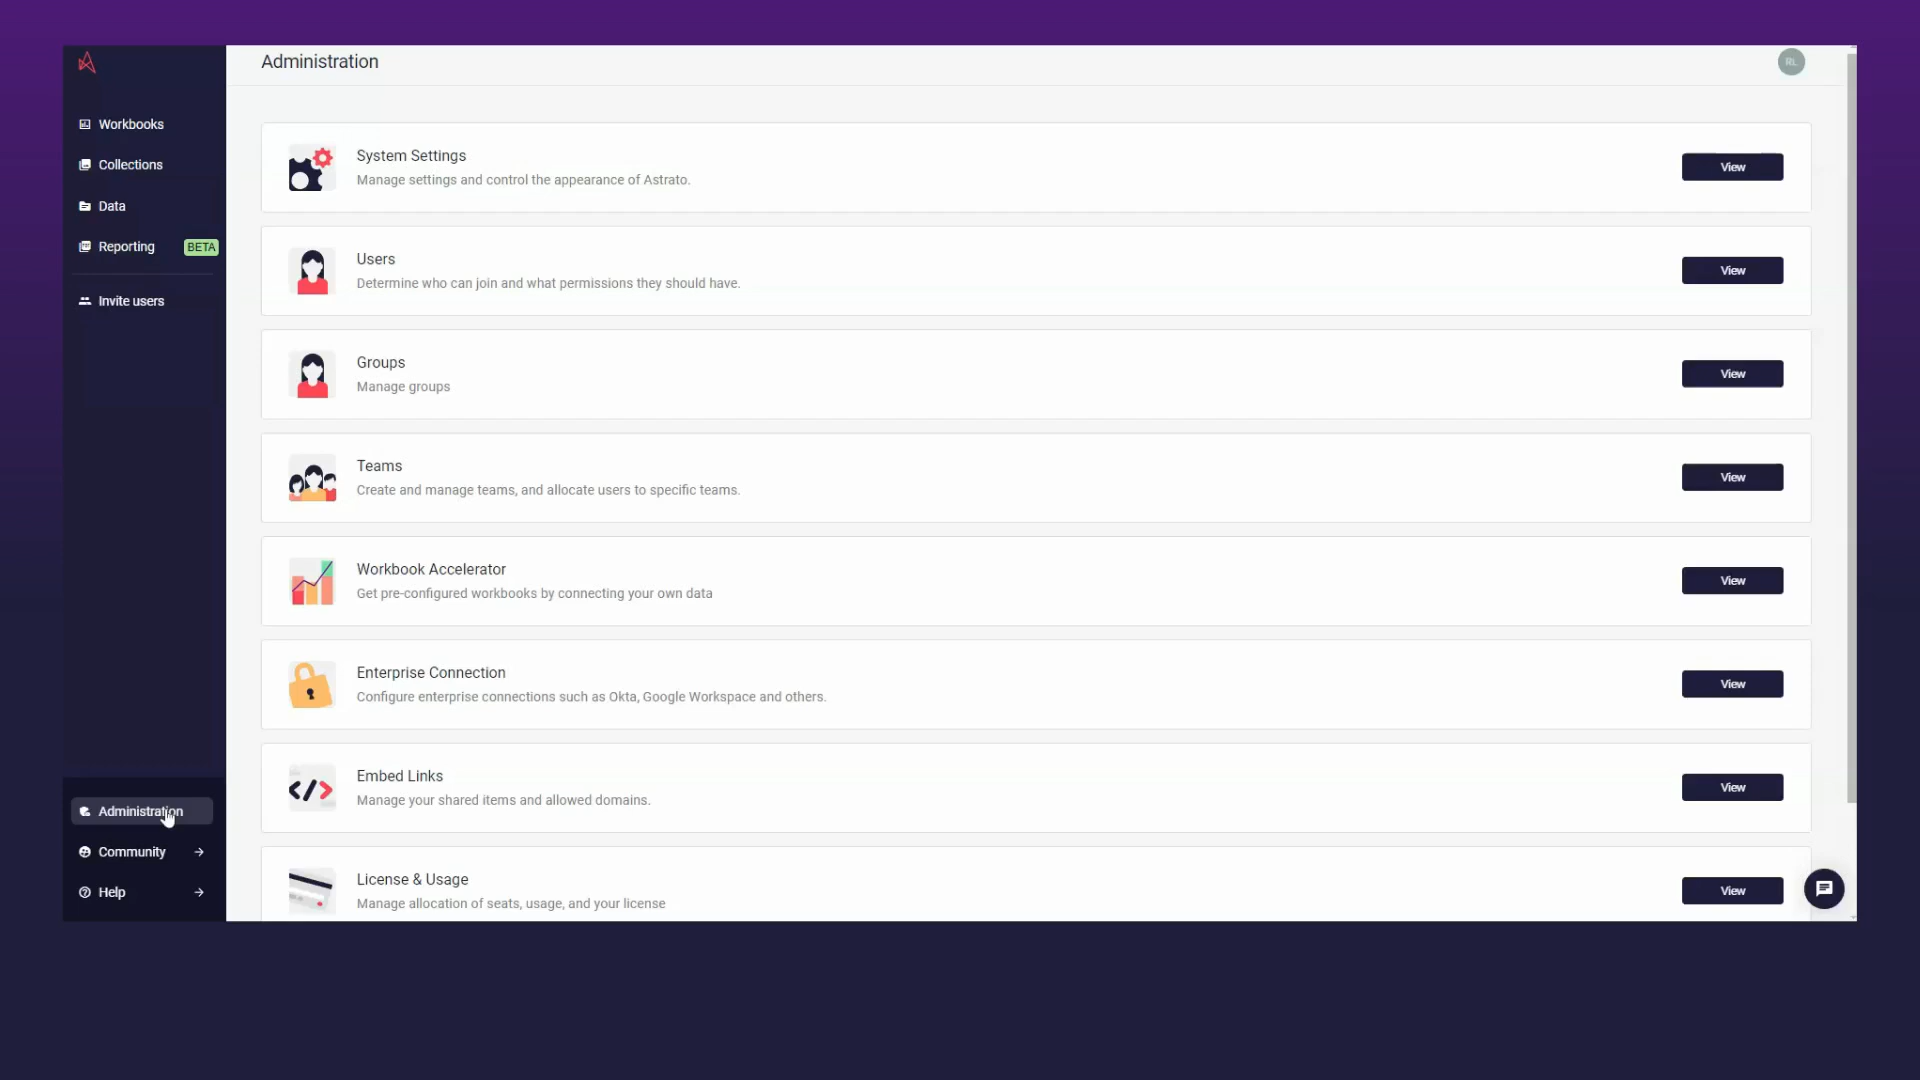 Administration
RL
Workbooks
Collections
Data
Reporting BETA
Invite users
System Settings
Manage settings and control the appearance of Astrato.
View
Users
Determine who can join and what permissions they should have.
View
Groups
Manage groups
View
Teams
Create and manage teams, and allocate users to specific teams.
View
Workbook Accelerator
Get pre-configured workbooks by connecting your own data
View
Enterprise Connection
Configure enterprise connections such as Okta, Google Workspace and others.
View
Embed Links
Manage your shared items and allowed domains.
View
License & Usage
Manage allocation of seats, usage, and your license
View
Administration
Community
Help